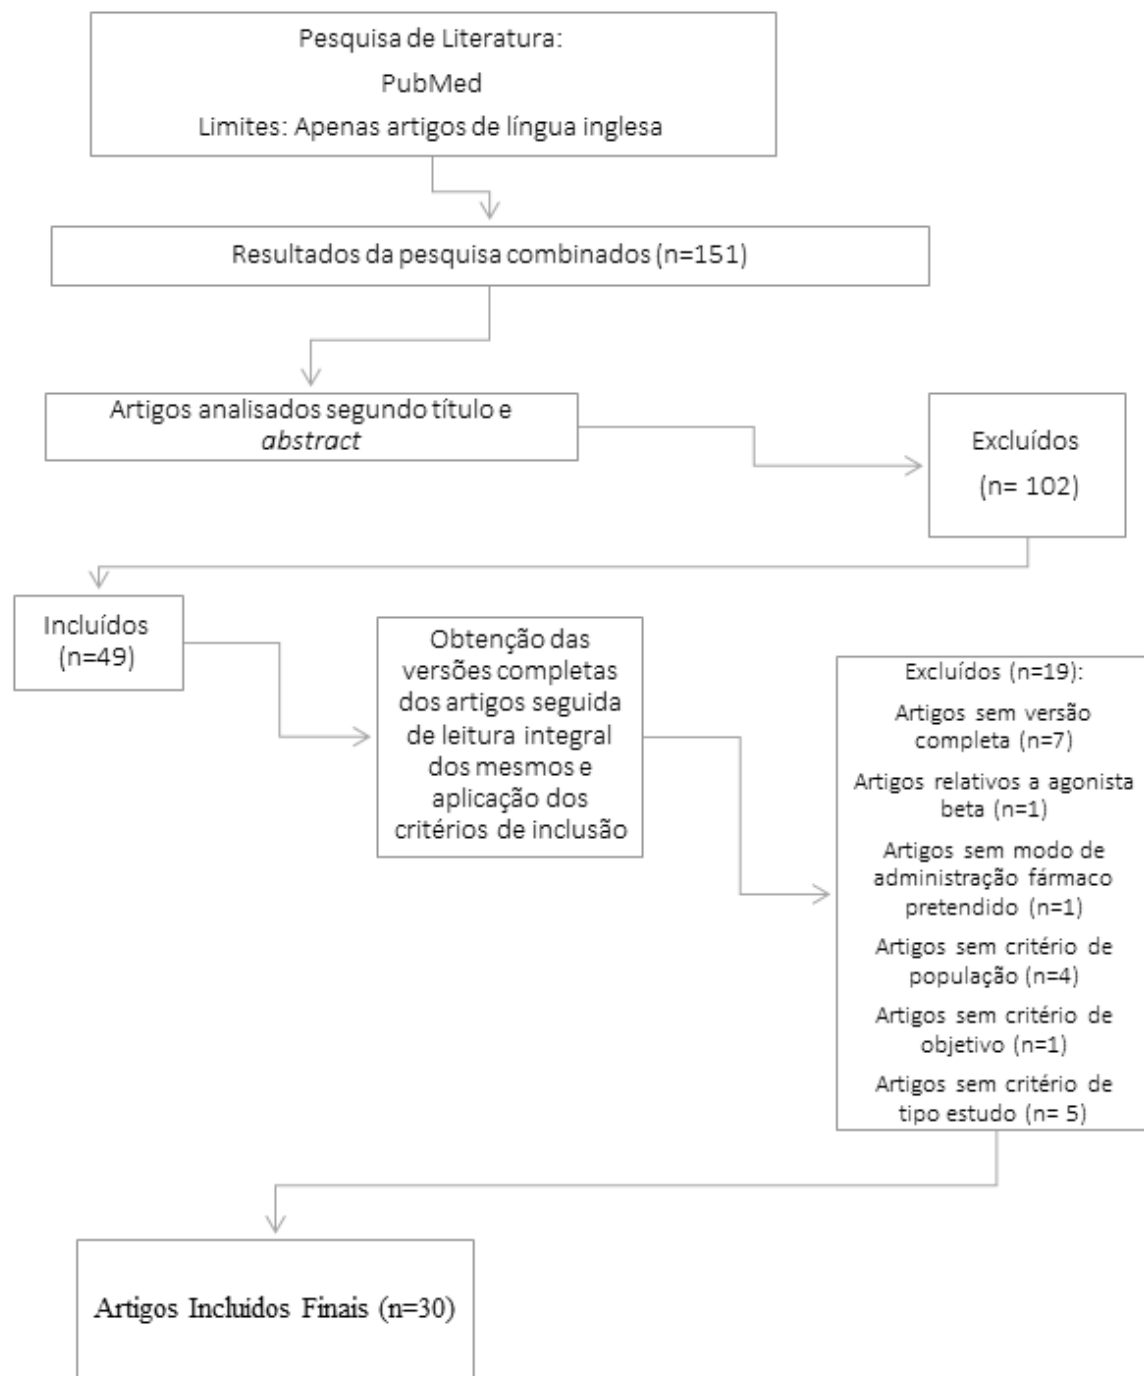 Pesquisa de Literatura:
PubMed
Limites: Apenas artigos de língua inglesa
Resultados da pesquisa combinados (n=151)
Artigos analisados segundo título e
abstract
Excluídos
(n= 102)
Incluídos
(n=49)
Obtenção das
versões completas
dos artigos seguida
de leitura integral
dos mesmos e
aplicação dos
critérios de inclusão
Excluídos (n=19):
Artigos sem versão
completa (n=7)
Artigos relativos a agonista
beta (n=1)
Artigos sem modo de
administração fármaco
pretendido (n=1)
Artigos sem critério de
população (n=4)
Artigos sem critério de
objetivo (n=1)
Artigos sem critério de
tipo estudo (n= 5)
Artigos Incluidos Finais (n=30)